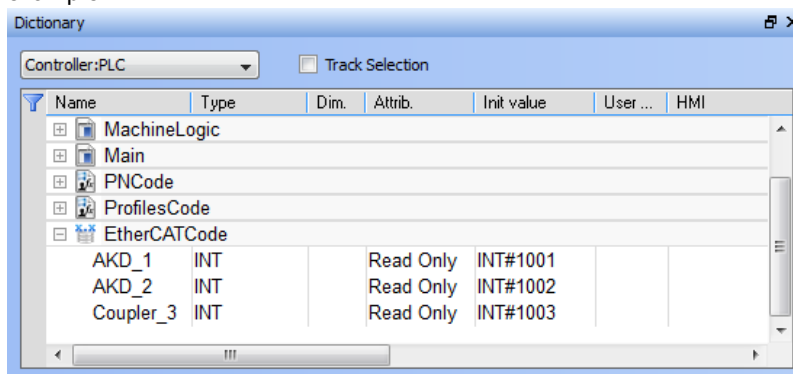 Dictionary
Controller:PLC Track Selection
Name Type Dim. Attrib. Init value User ... HMI
MachineLogic
Main
PNCode
ProfilesCode
EtherCATCode
AKD_1 INT Read Only INT#1001
AKD_2 INT Read Only INT#1002
Coupler_3 INT Read Only INT#1003